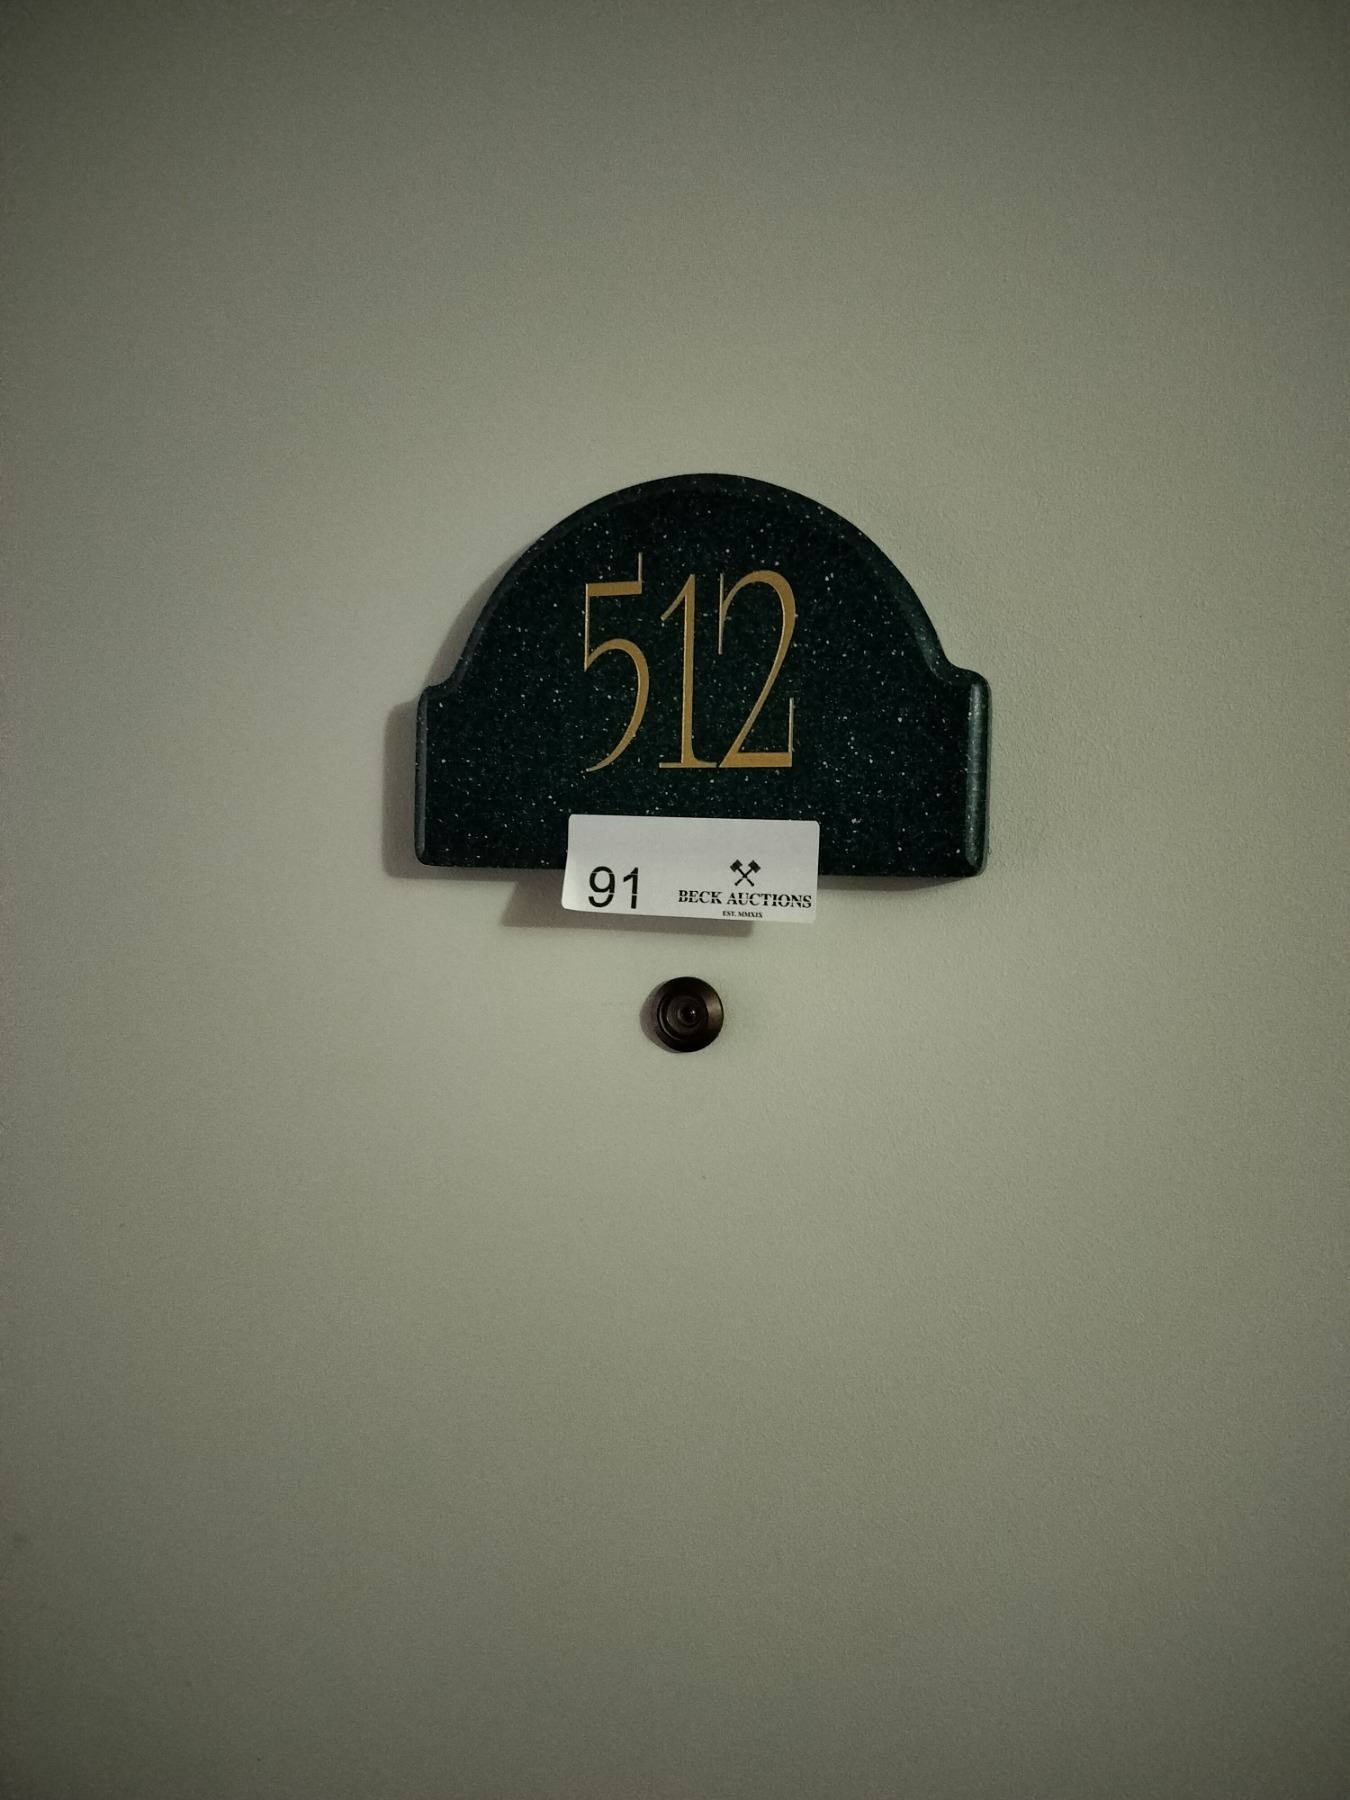 512
91
BECK AUCTIONS
EST. MMXIX